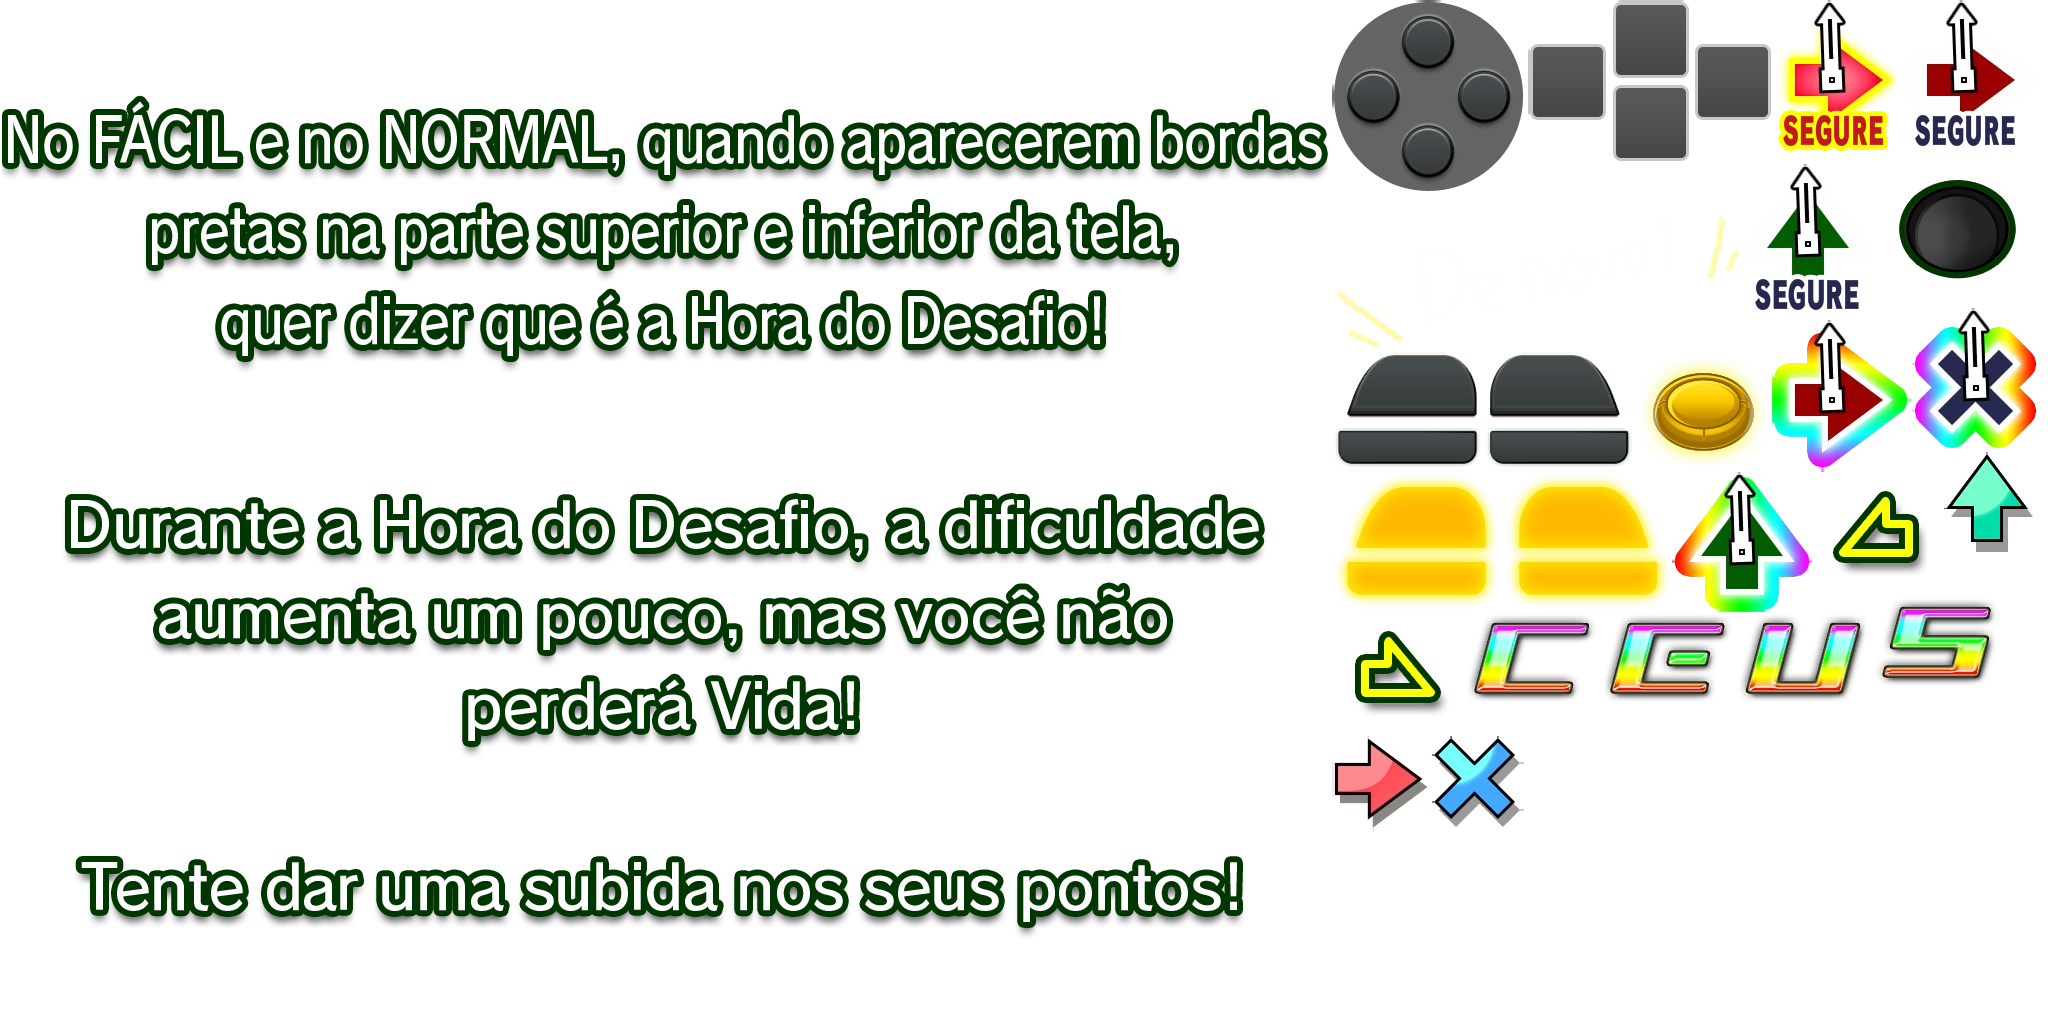 No FÁCIL e no NORMAL, quando aparecerem bordas
pretas na parte superior e inferior da tela,
quer dizer que é a Hora do Desafio!
Durante a Hora do Desafio, a dificuldade
aumenta um pouco, mas você não
perderá Vida!
Tente dar uma subida nos seus pontos!
SEGURE
SEGURE
De novo!
SEGURE
C E U S